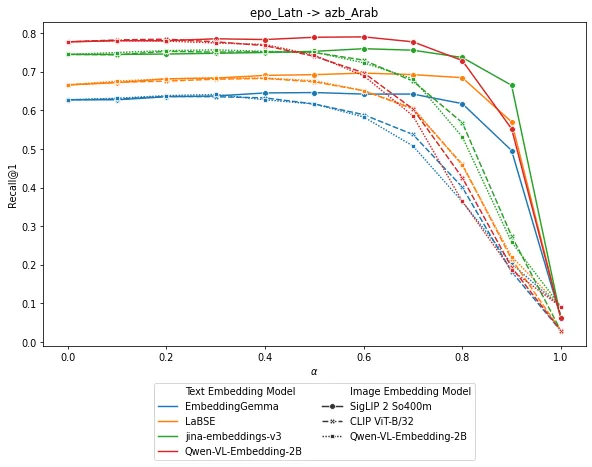 epo_Latn -> azb_Arab
Recall@1
0.8
0.7
0.6
0.5
0.4
0.3
0.2
0.1
0.0
0.0 0.2 0.4 0.6 0.8 1.0
α
Text Embedding Model
EmbeddingGemma
LaBSE
jina-embeddings-v3
Qwen-VL-Embedding-2B
Image Embedding Model
SigLIP 2 So400m
CLIP ViT-B/32
Qwen-VL-Embedding-2B